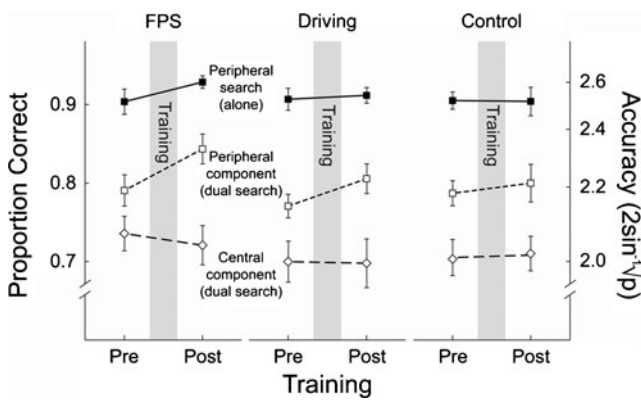 FPS
Driving
Control
Proportion Correct
0.9
0.8
0.7
Peripheral
search
(alone)
Peripheral
component
(dual search)
Central
component
(dual search)
Training
Training
Training
2.6
2.4
2.2
2.0
Accuracy (2sin⁻¹√p)
Pre
Post
Pre
Post
Pre
Post
Training